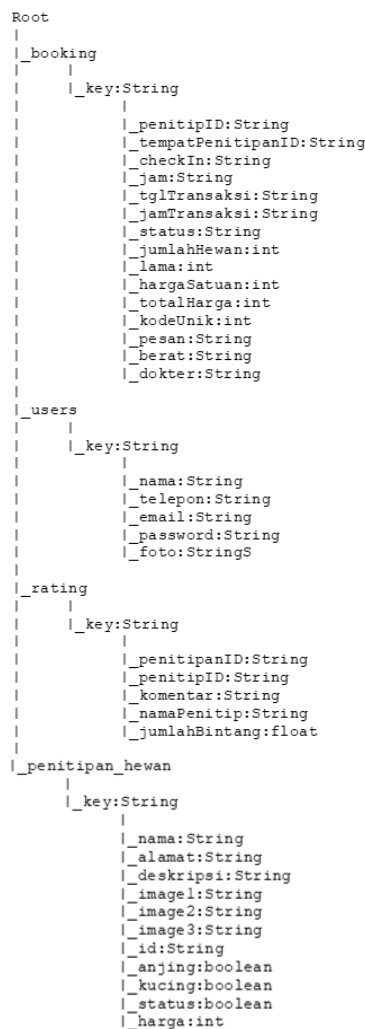 Root
|
|_booking
|      |
|      |_key:String
|             |
|             |_penitipID:String
|             |_tempatPenitipanID:String
|             |_checkIn:String
|             |_jam:String
|             |_tglTransaksi:String
|             |_jamTransaksi:String
|             |_status:String
|             |_jumlahHewan:int
|             |_lama:int
|             |_hargaSatuan:int
|             |_totalHarga:int
|             |_kodeUnik:int
|             |_pesan:String
|             |_berat:String
|             |_dokter:String
|
|_users
|      |
|      |_key:String
|             |
|             |_nama:String
|             |_telepon:String
|             |_email:String
|             |_password:String
|             |_foto:StringS
|
|_rating
|      |
|      |_key:String
|             |
|             |_penitipanID:String
|             |_penitipID:String
|             |_komentar:String
|             |_namaPenitip:String
|             |_jumlahBintang:float
|
|_penitipan_hewan
       |
       |_key:String
              |
              |_nama:String
              |_alamat:String
              |_deskripsi:String
              |_image1:String
              |_image2:String
              |_image3:String
              |_id:String
              |_anjing:boolean
              |_kucing:boolean
              |_status:boolean
              |_harga:int